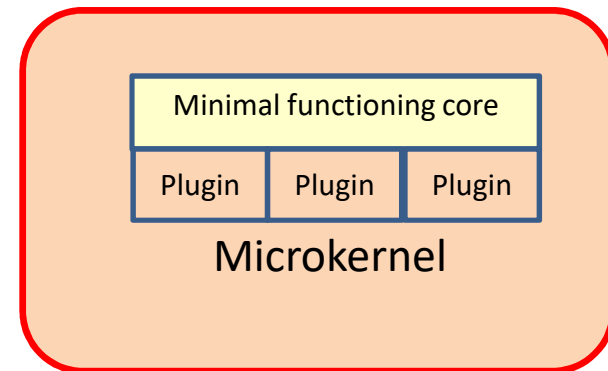 Minimal functioning core
Plugin Plugin Plugin
Microkernel